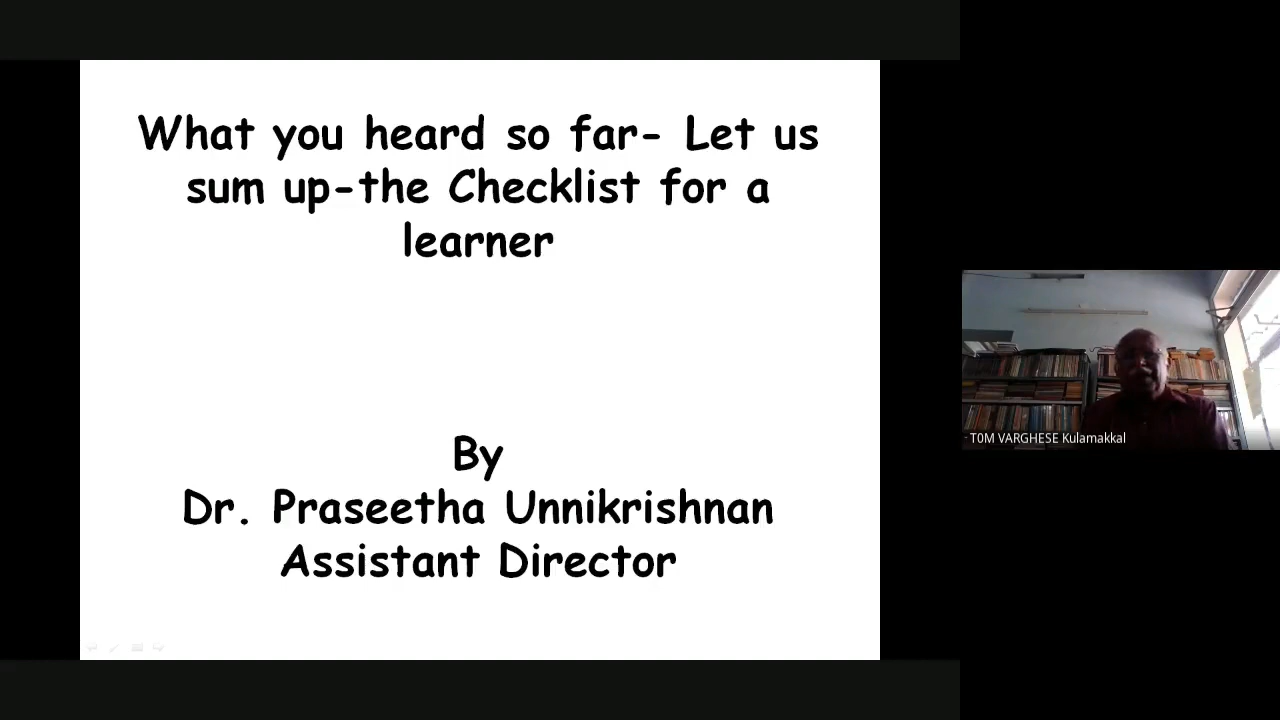 What you heard so far- Let us
sum up-the Checklist for a
learner
By
Dr. Praseetha Unnikrishnan
Assistant Director
T0M VARGHESE Kulamakkal